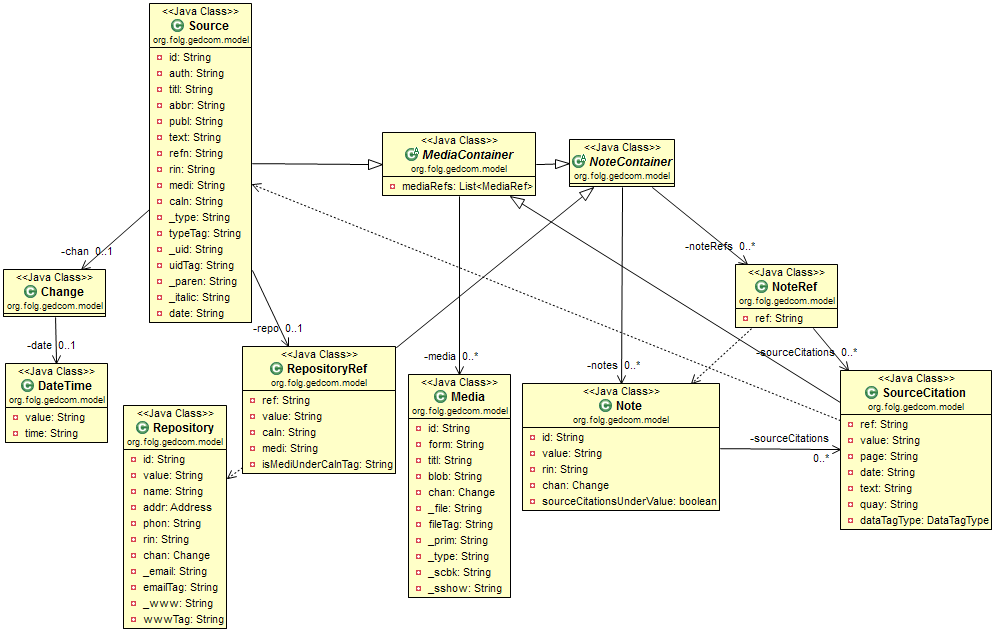 <<Java Class>>
Source
org.folg.gedcom.model
id: String
auth: String
titl: String
abbr: String
publ: String
text: String
refn: String
rin: String
medi: String
caln: String
_type: String
typeTag: String
_uid: String
uidTag: String
_paren: String
_italic: String
date: String
<<Java Class>>
MediaContainer
org.folg.gedcom.model
mediaRefs: List<MediaRef>
<<Java Class>>
NoteContainer
org.folg.gedcom.model
-chan 0..1
-noteRefs 0..*
<<Java Class>>
Change
org.folg.gedcom.model
<<Java Class>>
NoteRef
org.folg.gedcom.model
ref: String
-date 0..1
-repo 0..1
-media 0..*
-notes 0..*
-sourceCitations 0..*
<<Java Class>>
DateTime
org.folg.gedcom.model
value: String
time: String
<<Java Class>>
RepositoryRef
org.folg.gedcom.model
ref: String
value: String
caln: String
medi: String
isMediUnderCalnTag: String
<<Java Class>>
Repository
org.folg.gedcom.model
id: String
value: String
name: String
addr: Address
phon: String
rin: String
chan: Change
_email: String
emailTag: String
_www: String
wwwTag: String
<<Java Class>>
Media
org.folg.gedcom.model
id: String
form: String
titl: String
blob: String
chan: Change
_file: String
fileTag: String
_prim: String
_type: String
_scbk: String
_sshow: String
<<Java Class>>
Note
org.folg.gedcom.model
id: String
value: String
rin: String
chan: Change
sourceCitationsUnderValue: boolean
-sourceCitations
0..*
<<Java Class>>
SourceCitation
org.folg.gedcom.model
ref: String
value: String
page: String
date: String
text: String
quay: String
dataTagType: DataTagType